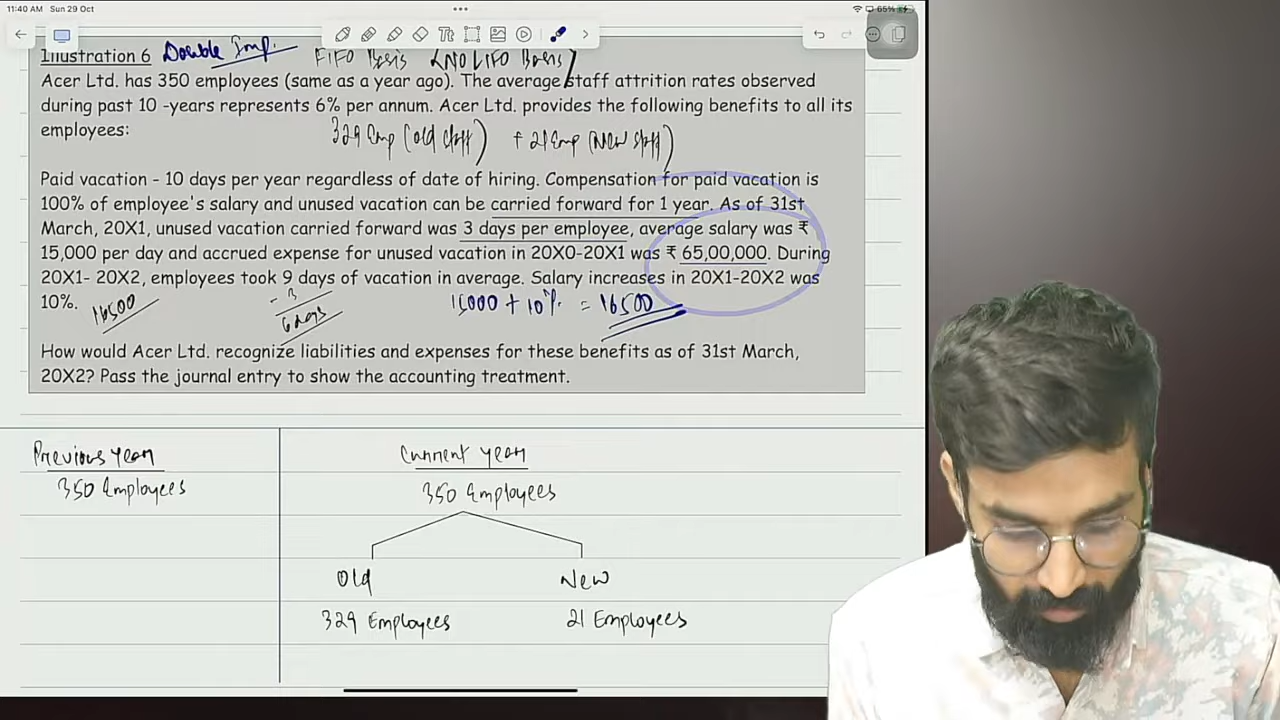 11:40 AM Sun 29 Oct
65%
Illustration 6 Double Imp. FIFO Basis (NO LIFO Basis)
Acer Ltd. has 350 employees (same as a year ago). The average staff attrition rates observed
during past 10 -years represents 6% per annum. Acer Ltd. provides the following benefits to all its
employees:
329 Emp (old staff) + 21 Emp (New staff)
Paid vacation - 10 days per year regardless of date of hiring. Compensation for paid vacation is
100% of employee's salary and unused vacation can be carried forward for 1 year. As of 31st
March, 20X1, unused vacation carried forward was 3 days per employee, average salary was ₹
15,000 per day and accrued expense for unused vacation in 20X0-20X1 was ₹ 65,00,000. During
20X1- 20X2, employees took 9 days of vacation in average. Salary increases in 20X1-20X2 was
10%. 16500 - 3 15000 + 10% = 16500
6 days
How would Acer Ltd. recognize liabilities and expenses for these benefits as of 31st March,
20X2? Pass the journal entry to show the accounting treatment.
Previous year Current year
350 Employees 350 Employees
Old New
329 Employees 21 Employees